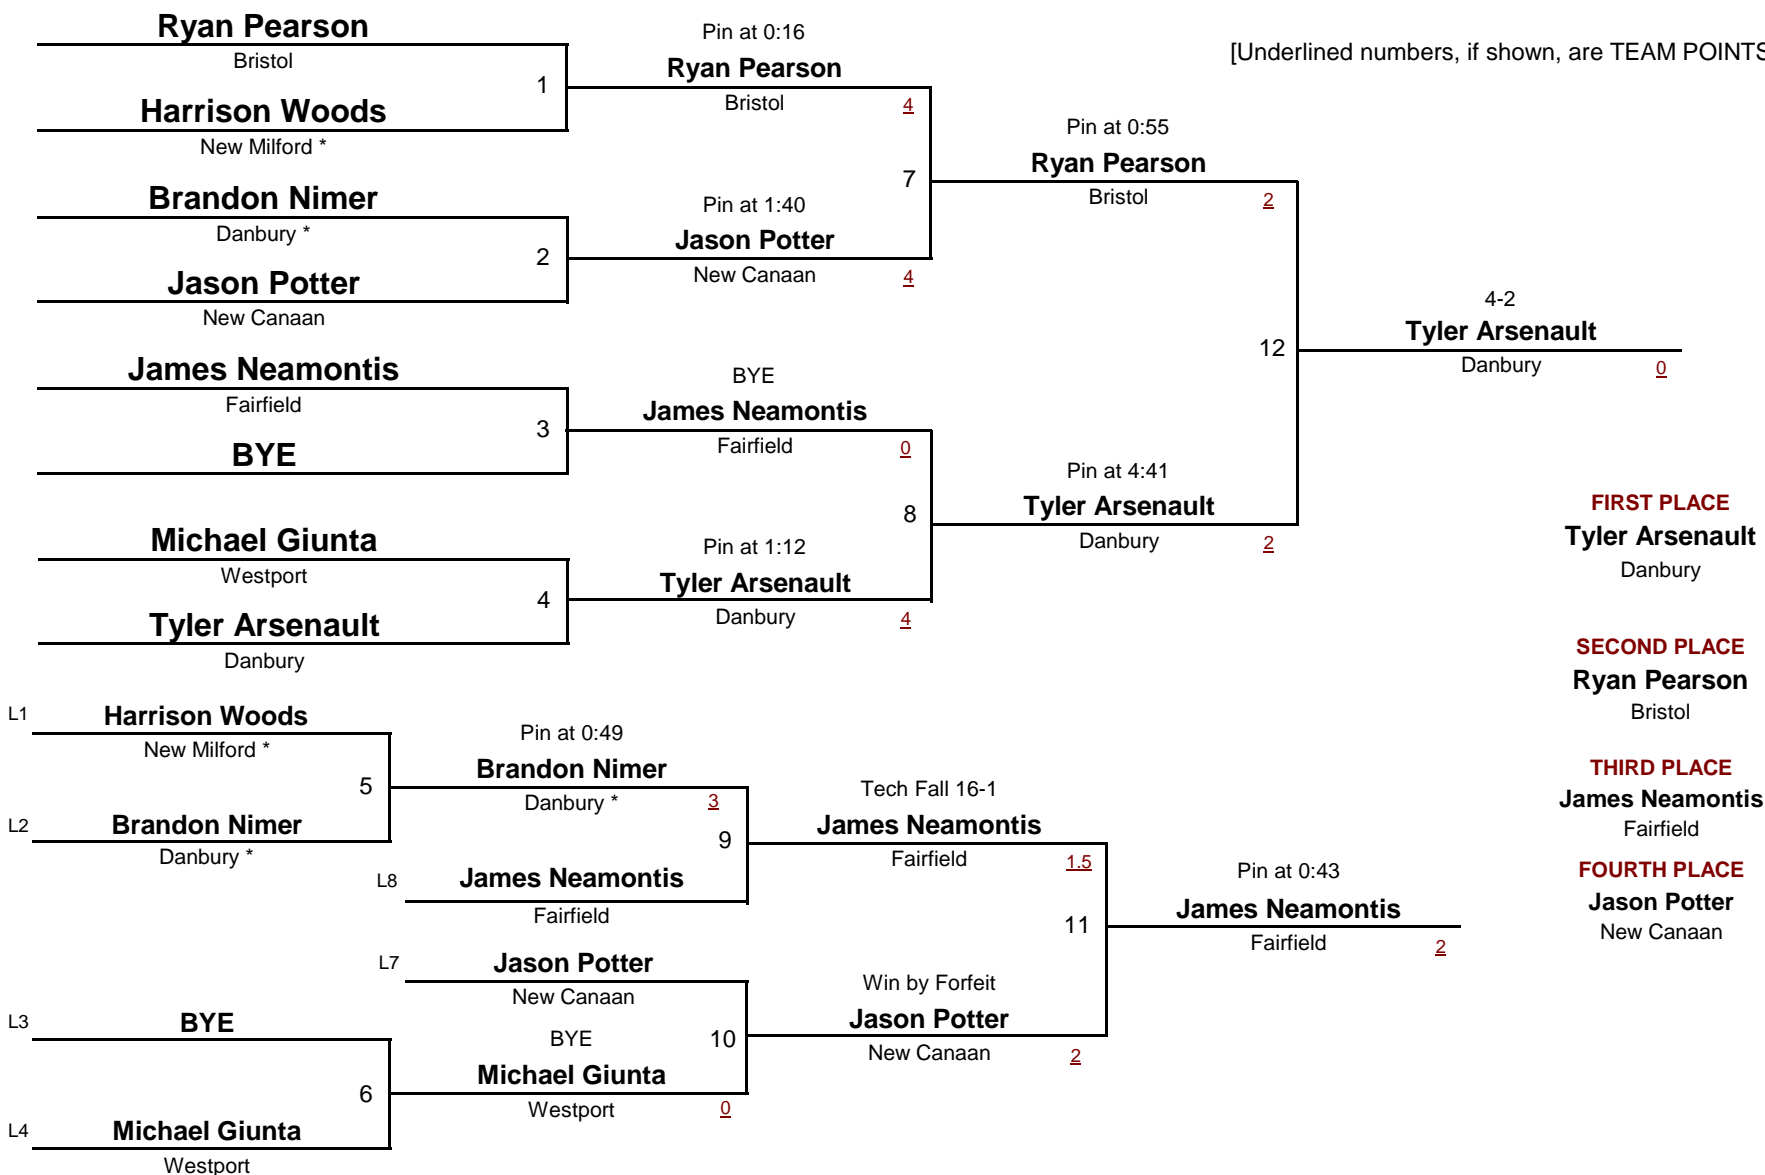 Ryan Pearson
Bristol
1
Harrison Woods
New Milford *
Brandon Nimer
Danbury *
2
Jason Potter
New Canaan
James Neamontis
Fairfield
3
BYE
Michael Giunta
Westport
4
Tyler Arsenault
Danbury
Pin at 0:16
Ryan Pearson
Bristol
4
7
Pin at 1:40
Jason Potter
New Canaan
4
BYE
James Neamontis
Fairfield
0
8
Pin at 1:12
Tyler Arsenault
Danbury
4
[Underlined numbers, if shown, are TEAM POINTS
Pin at 0:55
Ryan Pearson
Bristol
2
12
Pin at 4:41
Tyler Arsenault
Danbury
2
4-2
Tyler Arsenault
Danbury
0
L1
Harrison Woods
New Milford *
5
L2
Brandon Nimer
Danbury *
L3
BYE
6
L4
Michael Giunta
Westport
Pin at 0:49
Brandon Nimer
Danbury *
3
9
L8
James Neamontis
Fairfield
L7
Jason Potter
New Canaan
10
BYE
Michael Giunta
Westport
0
Tech Fall 16-1
James Neamontis
Fairfield
1.5
11
Win by Forfeit
Jason Potter
New Canaan
2
Pin at 0:43
James Neamontis
Fairfield
2
FIRST PLACE
Tyler Arsenault
Danbury
SECOND PLACE
Ryan Pearson
Bristol
THIRD PLACE
James Neamontis
Fairfield
FOURTH PLACE
Jason Potter
New Canaan